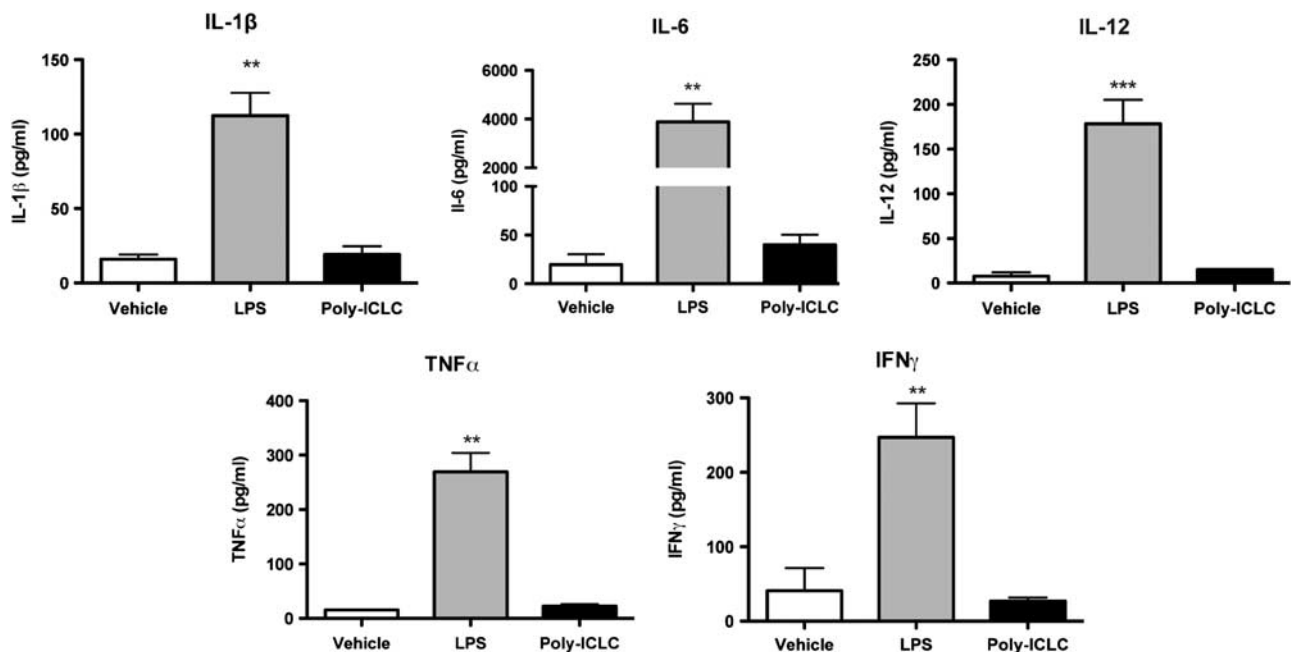 IL-1β
IL-1β (pg/ml)
150
100
50
0
**
Vehicle
LPS
Poly-ICLC
IL-6
Il-6 (pg/ml)
6000
4000
2000
100
50
0
**
Vehicle
LPS
Poly-ICLC
IL-12
IL-12 (pg/ml)
250
200
150
100
50
0
***
Vehicle
LPS
Poly-ICLC
TNFα
TNFα (pg/ml)
400
300
200
100
0
**
Vehicle
LPS
Poly-ICLC
IFNγ
IFNγ (pg/ml)
300
200
100
0
**
Vehicle
LPS
Poly-ICLC